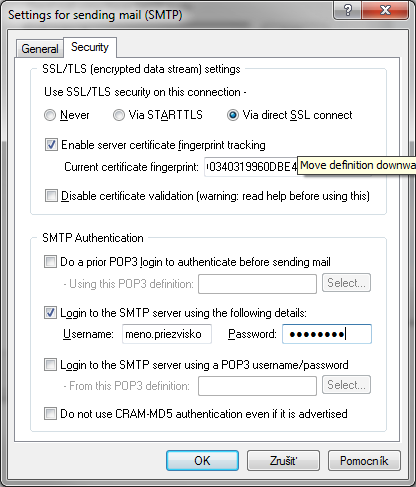 Settings for sending mail (SMTP)
General Security
SSL/TLS (encrypted data stream) settings
Use SSL/TLS security on this connection -
Never Via STARTTLS Via direct SSL connect
Enable server certificate fingerprint tracking
Current certificate fingerprint: 0340319960DBE4 Move definition downwa
Disable certificate validation (warning: read help before using this)
SMTP Authentication
Do a prior POP3 login to authenticate before sending mail
- Using this POP3 definition: Select...
Login to the SMTP server using the following details:
Username: meno.priezvisko Password: ●●●●●●●●
Login to the SMTP server using a POP3 username/password
- From this POP3 definition: Select...
Do not use CRAM-MD5 authentication even if it is advertised
OK Zrušiť Pomocník